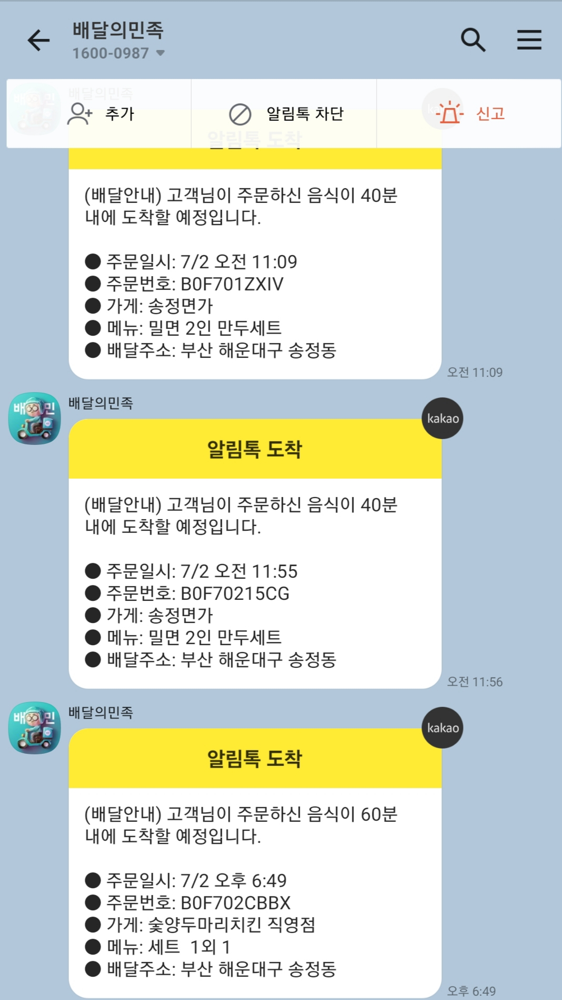 배달의민족
1600-0987
배달의민족
추가
알림톡 차단
신고
알림톡 도착
(배달안내) 고객님이 주문하신 음식이 40분
내에 도착할 예정입니다.
● 주문일시: 7/2 오전 11:09
● 주문번호: B0F701ZXIV
● 가게: 송정면가
● 메뉴: 밀면 2인 만두세트
● 배달주소: 부산 해운대구 송정동
오전 11:09
배민
배달의민족
kakao
알림톡 도착
(배달안내) 고객님이 주문하신 음식이 40분
내에 도착할 예정입니다.
● 주문일시: 7/2 오전 11:55
● 주문번호: B0F70215CG
● 가게: 송정면가
● 메뉴: 밀면 2인 만두세트
● 배달주소: 부산 해운대구 송정동
오전 11:56
배민
배달의민족
kakao
알림톡 도착
(배달안내) 고객님이 주문하신 음식이 60분
내에 도착할 예정입니다.
● 주문일시: 7/2 오후 6:49
● 주문번호: B0F702CBBX
● 가게: 숯양두마리치킨 직영점
● 메뉴: 세트  1외 1
● 배달주소: 부산 해운대구 송정동
오후 6:49